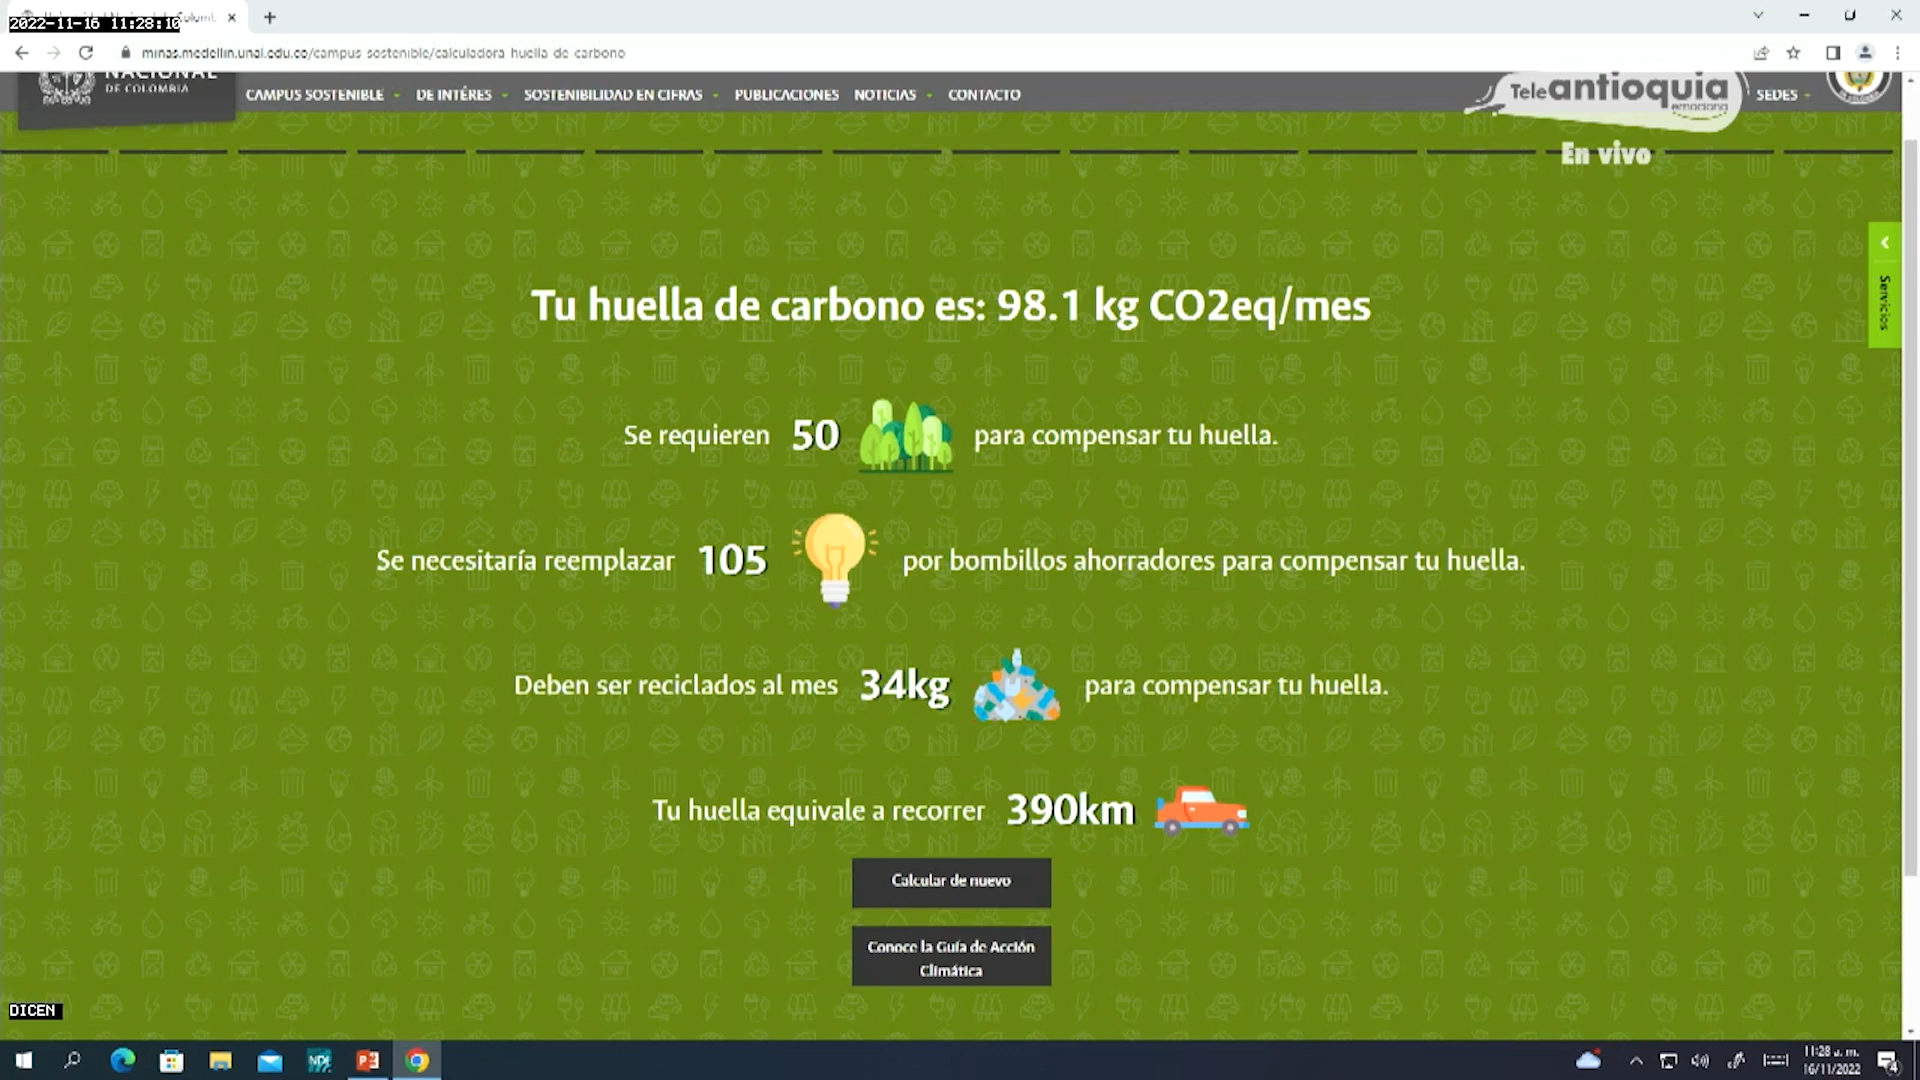 2022-11-16 11:28:10
minas.medellin.unal.edu.co/campus-sostenible/calculadora-huella-de-carbono
NACIONAL
DE COLOMBIA
CAMPUS SOSTENIBLE DE INTERÉS SOSTENIBILIDAD EN CIFRAS PUBLICACIONES NOTICIAS CONTACTO
Teleantioquia
emociona
SEDES
En vivo
Servicios
Tu huella de carbono es: 98.1 kg CO2eq/mes
Se requieren 50 para compensar tu huella.
Se necesitaría reemplazar 105 por bombillos ahorradores para compensar tu huella.
Deben ser reciclados al mes 34kg para compensar tu huella.
Tu huella equivale a recorrer 390km
Calcular de nuevo
Conoce la Guía de Acción
Climática
DICEN
11:28 a. m.
16/11/2022
4